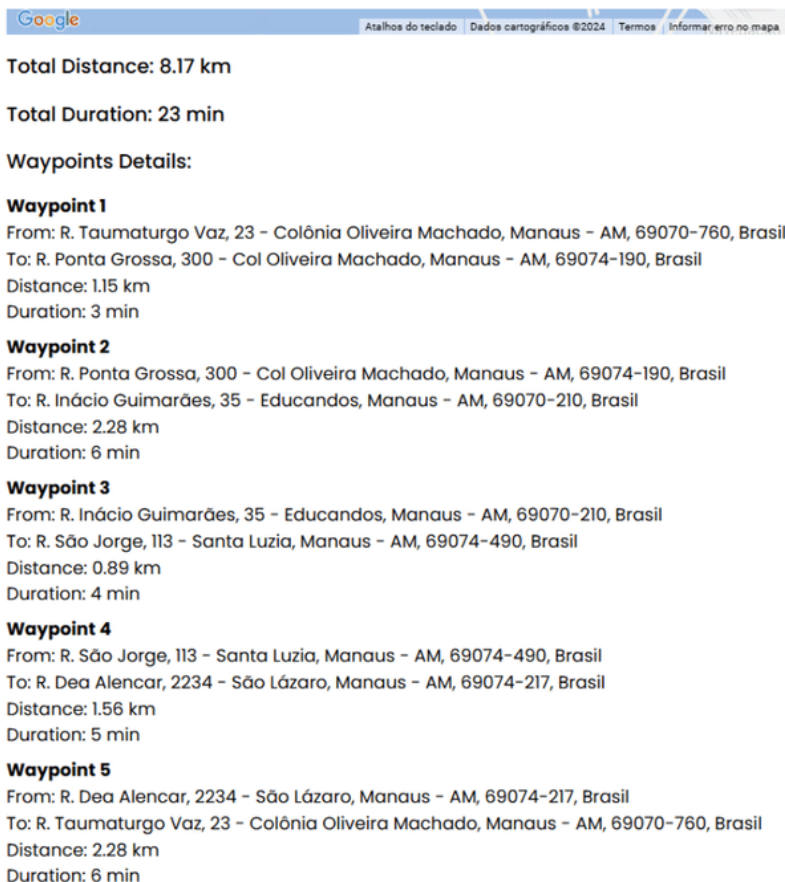 Google
Atalhos do teclado Dados cartográficos ©2024 Termos Informar erro no mapa
Total Distance: 8.17 km
Total Duration: 23 min
Waypoints Details:
Waypoint 1
From: R. Taumaturgo Vaz, 23 - Colônia Oliveira Machado, Manaus - AM, 69070-760, Brasil
To: R. Ponta Grossa, 300 - Col Oliveira Machado, Manaus - AM, 69074-190, Brasil
Distance: 1.15 km
Duration: 3 min
Waypoint 2
From: R. Ponta Grossa, 300 - Col Oliveira Machado, Manaus - AM, 69074-190, Brasil
To: R. Inácio Guimarães, 35 - Educandos, Manaus - AM, 69070-210, Brasil
Distance: 2.28 km
Duration: 6 min
Waypoint 3
From: R. Inácio Guimarães, 35 - Educandos, Manaus - AM, 69070-210, Brasil
To: R. São Jorge, 113 - Santa Luzia, Manaus - AM, 69074-490, Brasil
Distance: 0.89 km
Duration: 4 min
Waypoint 4
From: R. São Jorge, 113 - Santa Luzia, Manaus - AM, 69074-490, Brasil
To: R. Dea Alencar, 2234 - São Lázaro, Manaus - AM, 69074-217, Brasil
Distance: 1.56 km
Duration: 5 min
Waypoint 5
From: R. Dea Alencar, 2234 - São Lázaro, Manaus - AM, 69074-217, Brasil
To: R. Taumaturgo Vaz, 23 - Colônia Oliveira Machado, Manaus - AM, 69070-760, Brasil
Distance: 2.28 km
Duration: 6 min